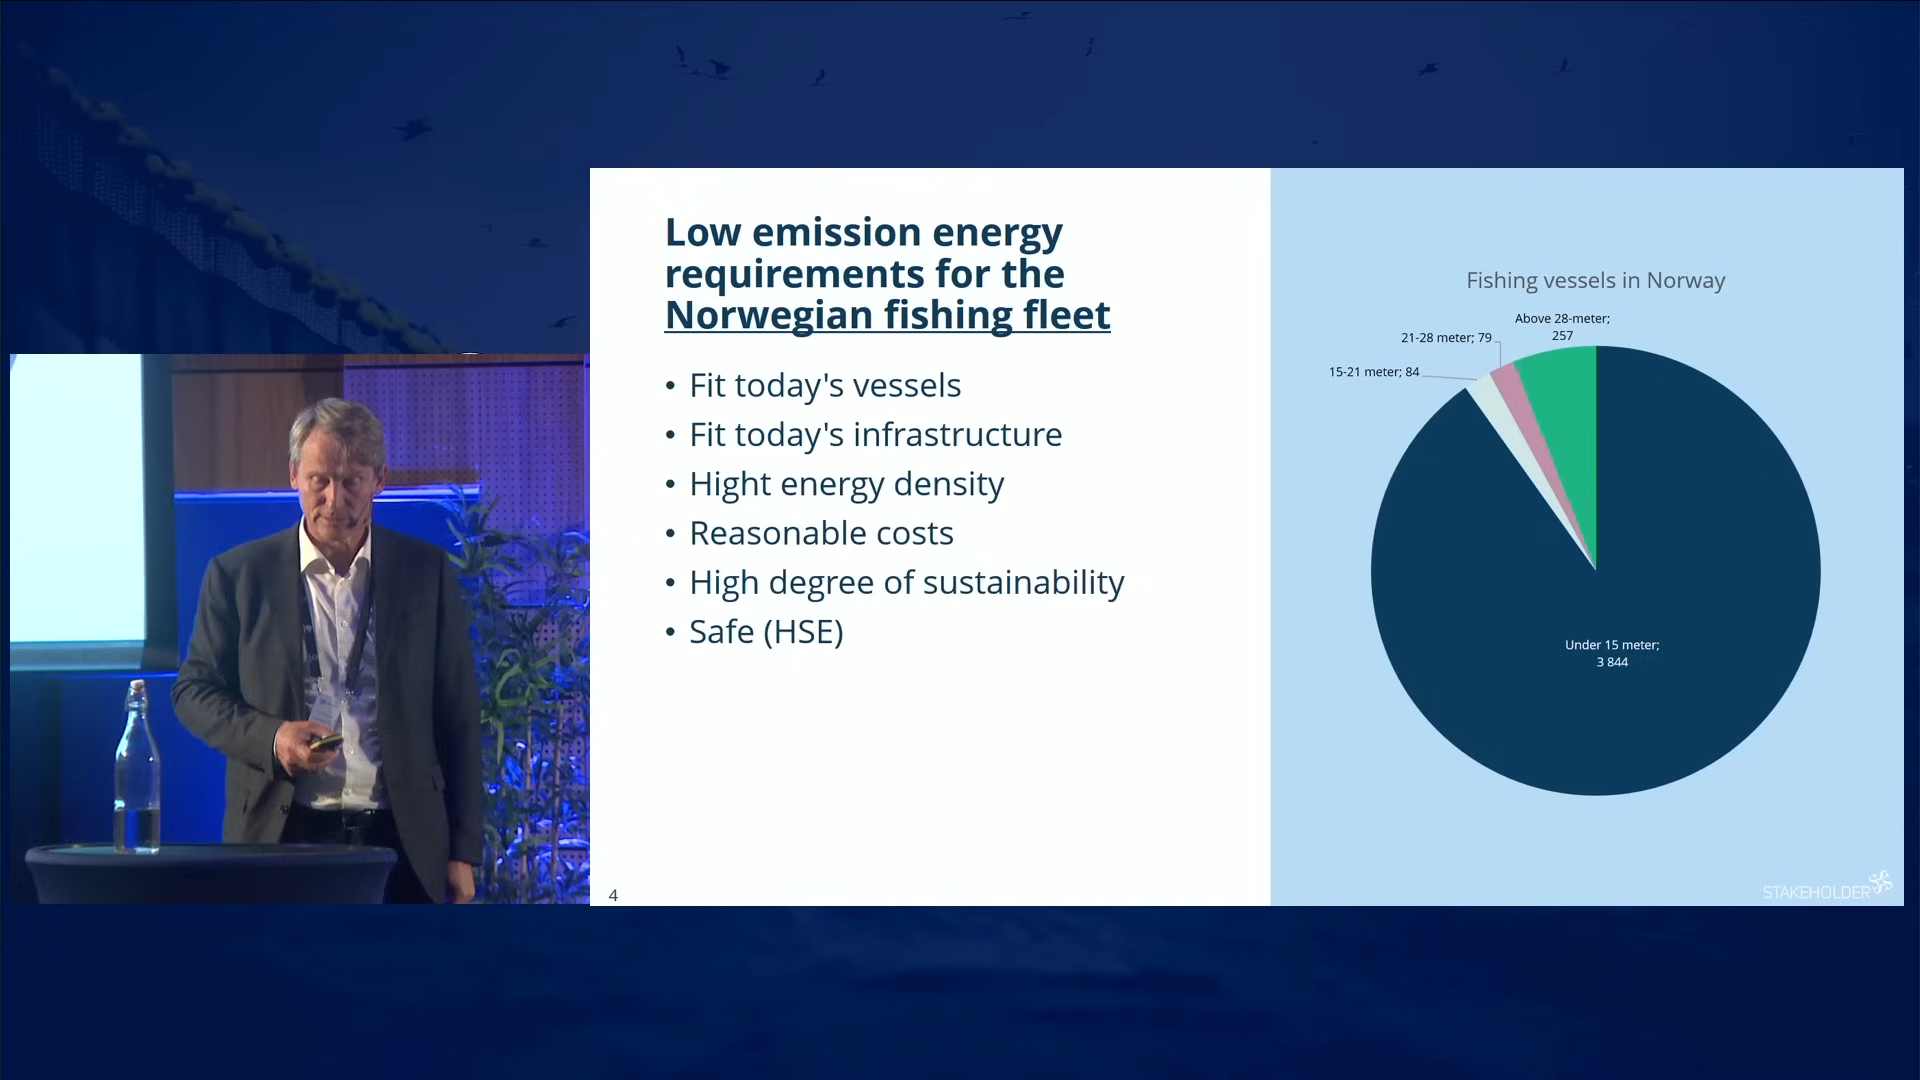 Low emission energy
requirements for the
Norwegian fishing fleet
• Fit today's vessels
• Fit today's infrastructure
• Hight energy density
• Reasonable costs
• High degree of sustainability
• Safe (HSE)
4
Fishing vessels in Norway
Above 28-meter;
257
21-28 meter; 79
15-21 meter; 84
Under 15 meter;
3 844
STAKEHOLDER